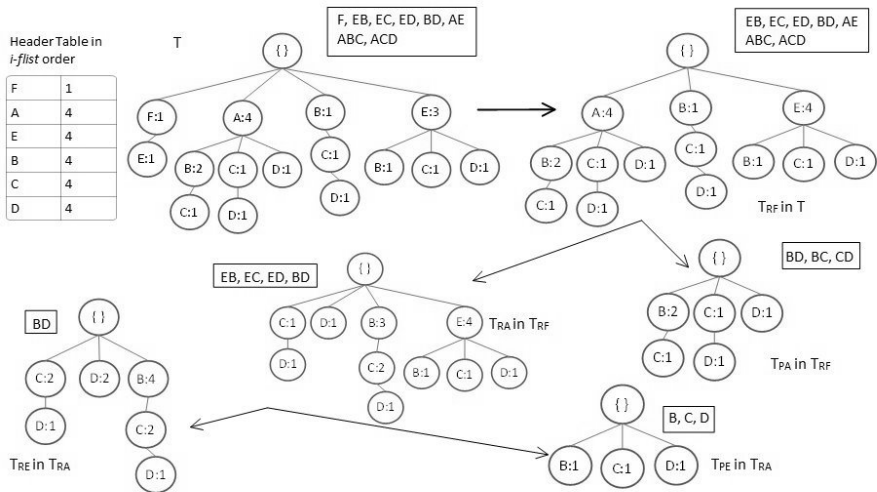 T
F, EB, EC, ED, BD, AE
ABC, ACD
EB, EC, ED, BD, AE
ABC, ACD
Header Table in
i-flist order
F 1
A 4
E 4
B 4
C 4
D 4
{ }
F:1
A:4
B:1
E:3
E:1
B:2
C:1
D:1
C:1
B:1
C:1
D:1
C:1
D:1
D:1
{ }
A:4
B:1
E:4
B:2
C:1
D:1
C:1
B:1
C:1
D:1
C:1
D:1
D:1
TRF in T
EB, EC, ED, BD
{ }
C:1
D:1
B:3
E:4
TRA in TRF
D:1
C:2
B:1
C:1
D:1
D:1
{ }
BD, BC, CD
B:2
C:1
D:1
C:1
D:1
TPA in TRF
BD
{ }
C:2
D:2
B:4
D:1
C:2
D:1
TRE in TRA
{ }
B, C, D
B:1
C:1
D:1
TPE in TRA